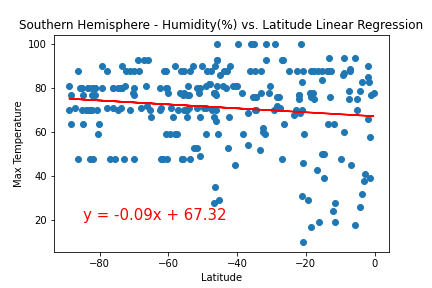 Southern Hemisphere - Humidity(%) vs. Latitude Linear Regression
100
80
60
40
20
Max Temperature
y = -0.09x + 67.32
−80
−60
−40
−20
0
Latitude